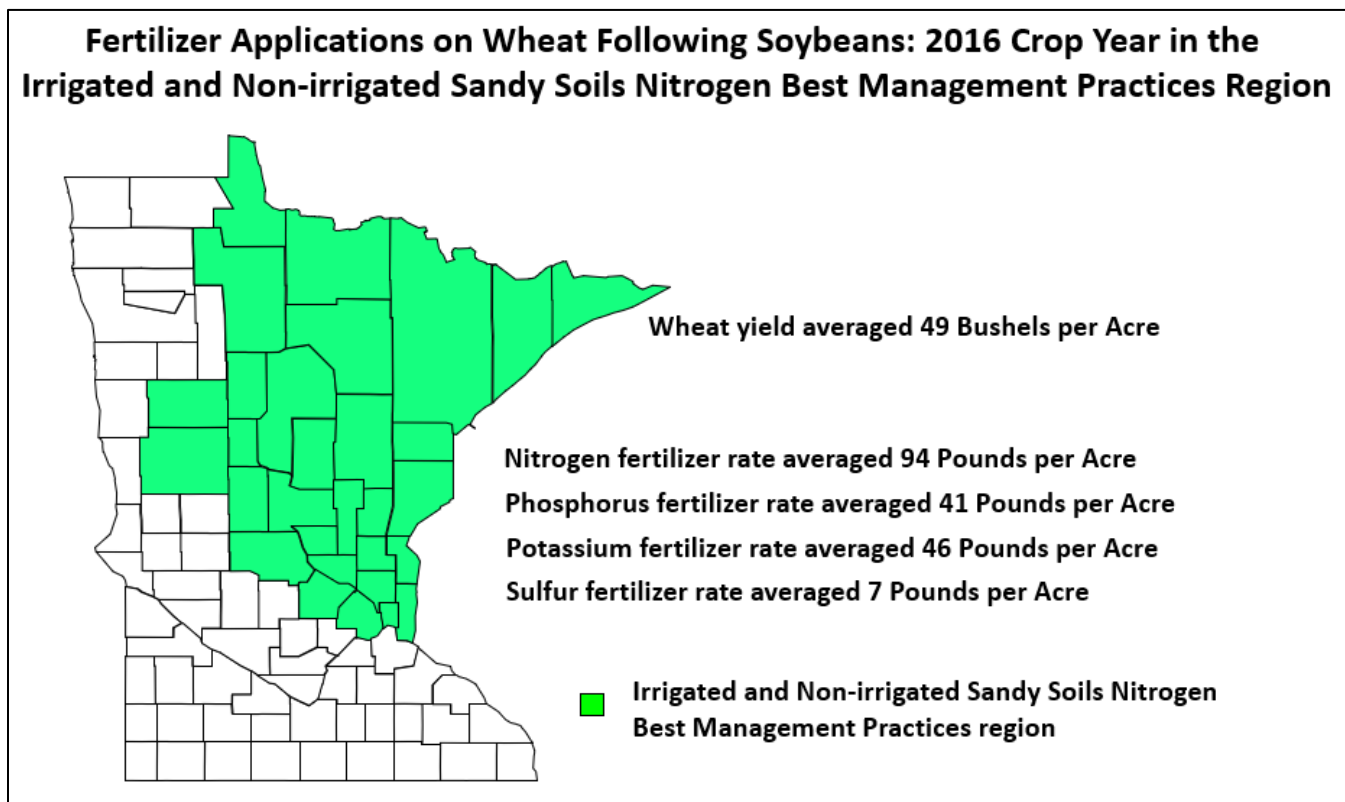 Fertilizer Applications on Wheat Following Soybeans: 2016 Crop Year in the
Irrigated and Non-irrigated Sandy Soils Nitrogen Best Management Practices Region
Wheat yield averaged 49 Bushels per Acre
Nitrogen fertilizer rate averaged 94 Pounds per Acre
Phosphorus fertilizer rate averaged 41 Pounds per Acre
Potassium fertilizer rate averaged 46 Pounds per Acre
Sulfur fertilizer rate averaged 7 Pounds per Acre
Irrigated and Non-irrigated Sandy Soils Nitrogen
Best Management Practices region